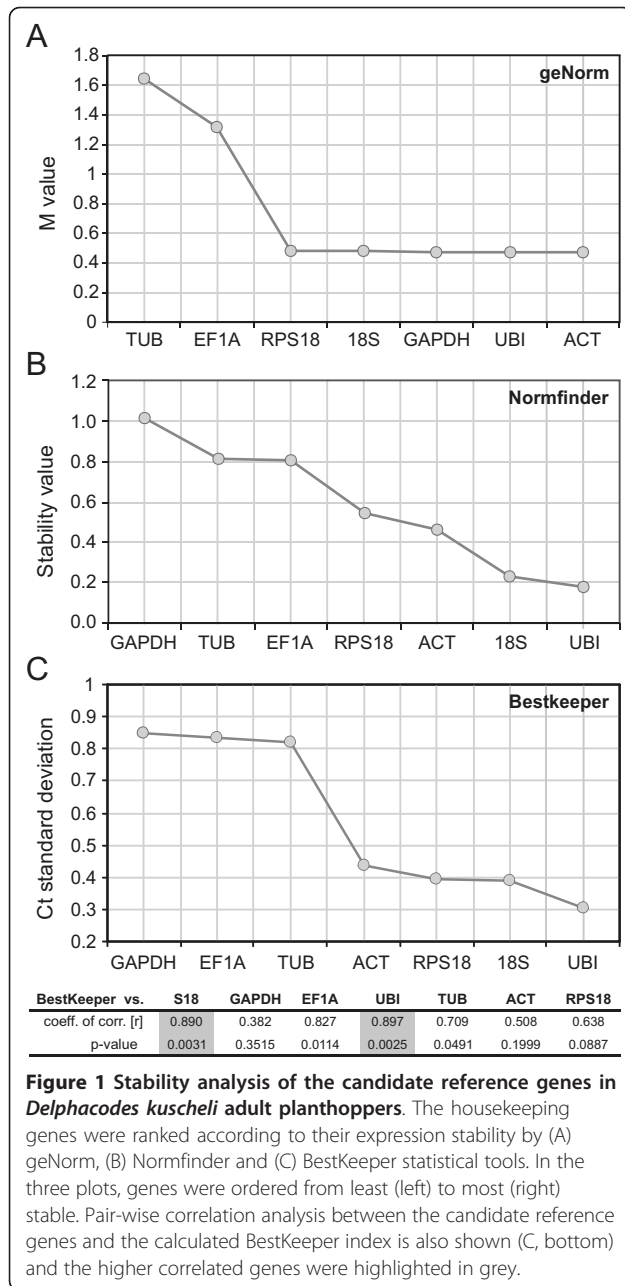 A
geNorm
M value
1.8
1.6
1.4
1.2
1.0
0.8
0.6
0.4
0.2
0
TUB EF1A RPS18 18S GAPDH UBI ACT
B
Normfinder
Stability value
1.2
1.0
0.8
0.6
0.4
0.2
0.0
GAPDH TUB EF1A RPS18 ACT 18S UBI
C
Bestkeeper
Ct standard deviation
1
0.9
0.8
0.7
0.6
0.5
0.4
0.3
0.2
GAPDH EF1A TUB ACT RPS18 18S UBI
BestKeeper vs. S18 GAPDH EF1A UBI TUB ACT RPS18
coeff. of corr. [r] 0.890 0.382 0.827 0.897 0.709 0.508 0.638
p-value 0.0031 0.3515 0.0114 0.0025 0.0491 0.1999 0.0887
Figure 1 Stability analysis of the candidate reference genes in
Delphacodes kuscheli adult planthoppers. The housekeeping
genes were ranked according to their expression stability by (A)
geNorm, (B) Normfinder and (C) BestKeeper statistical tools. In the
three plots, genes were ordered from least (left) to most (right)
stable. Pair-wise correlation analysis between the candidate reference
genes and the calculated BestKeeper index is also shown (C, bottom)
and the higher correlated genes were highlighted in grey.